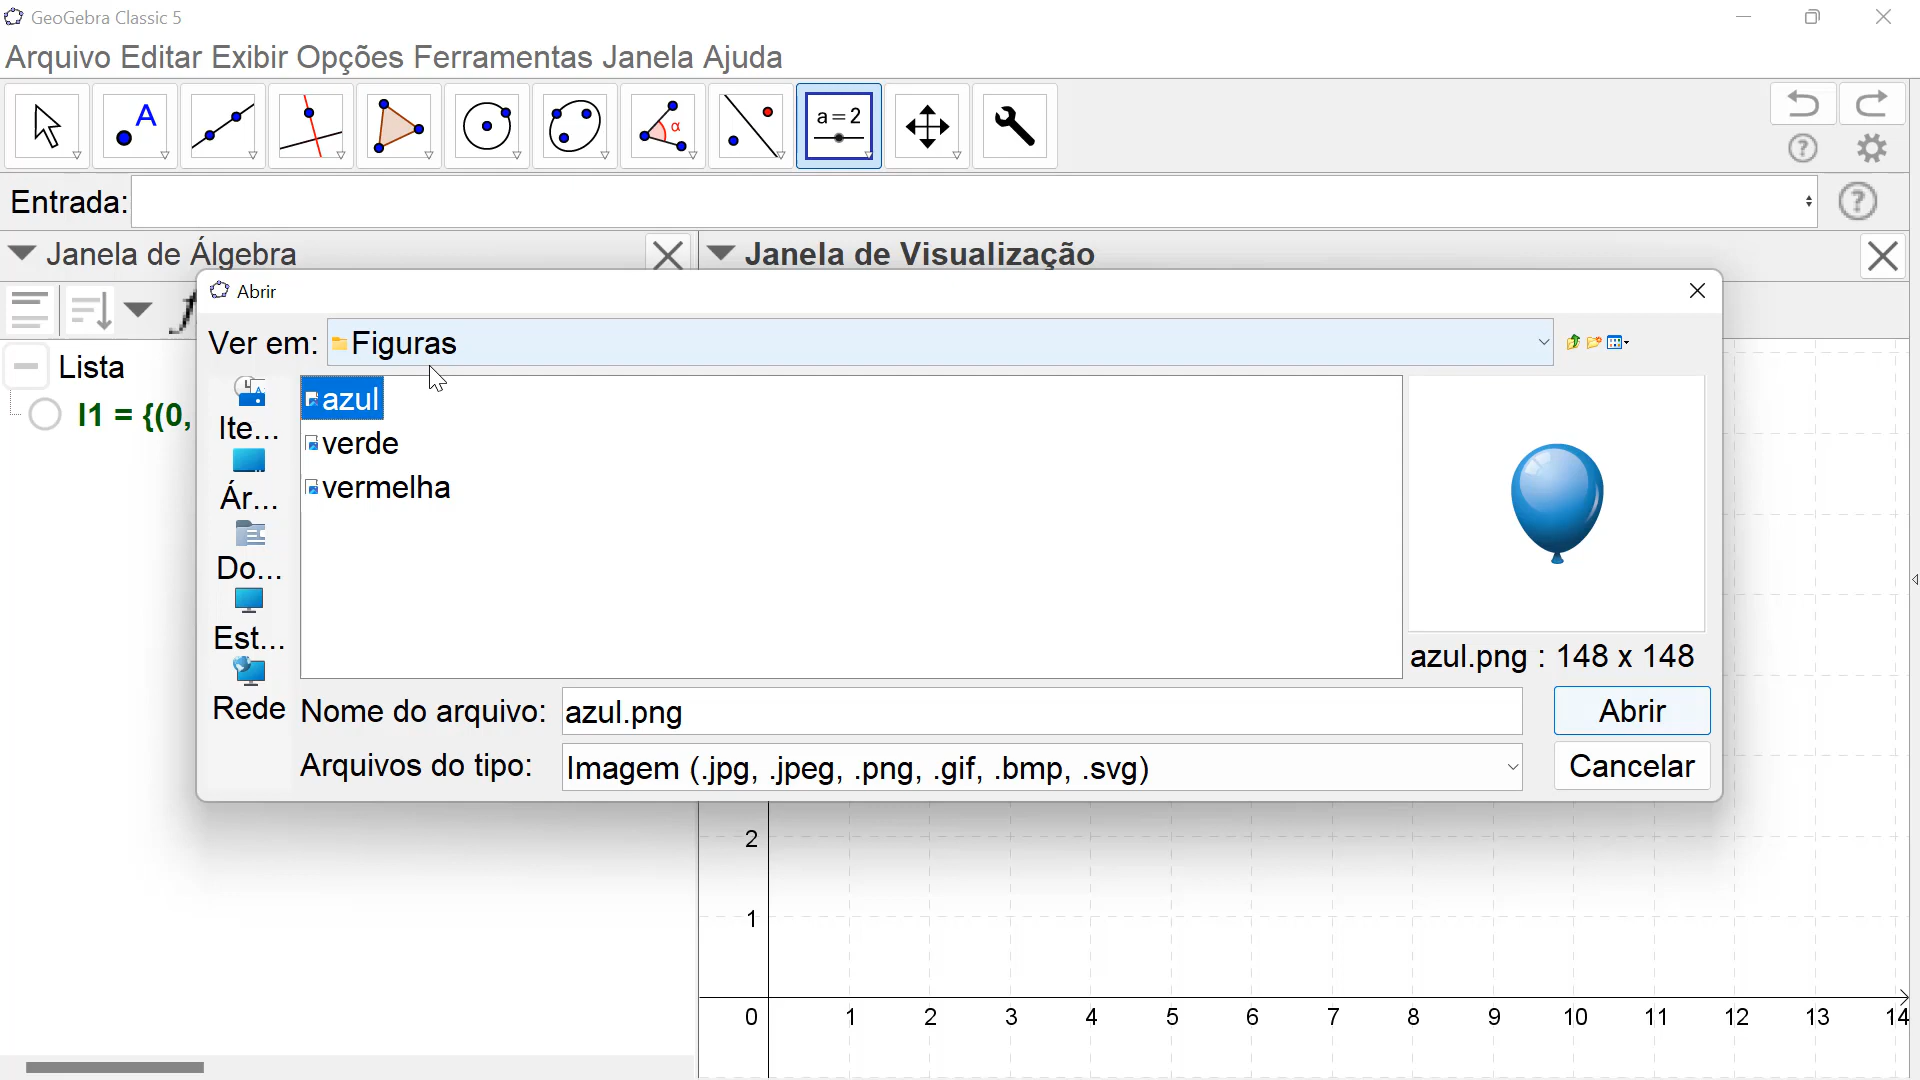 GeoGebra Classic 5
Arquivo Editar Exibir Opções Ferramentas Janela Ajuda
A
α
a = 2
Entrada:
Janela de Álgebra
Janela de Visualização
Abrir
Ver em: Figuras
Lista
l1 = {(0,
azul
verde
vermelha
Ite...
Ár...
Do...
Est...
Rede
azul.png : 148 x 148
Nome do arquivo: azul.png
Abrir
Arquivos do tipo: Imagem (.jpg, .jpeg, .png, .gif, .bmp, .svg)
Cancelar
2
1
0 1 2 3 4 5 6 7 8 9 10 11 12 13 14